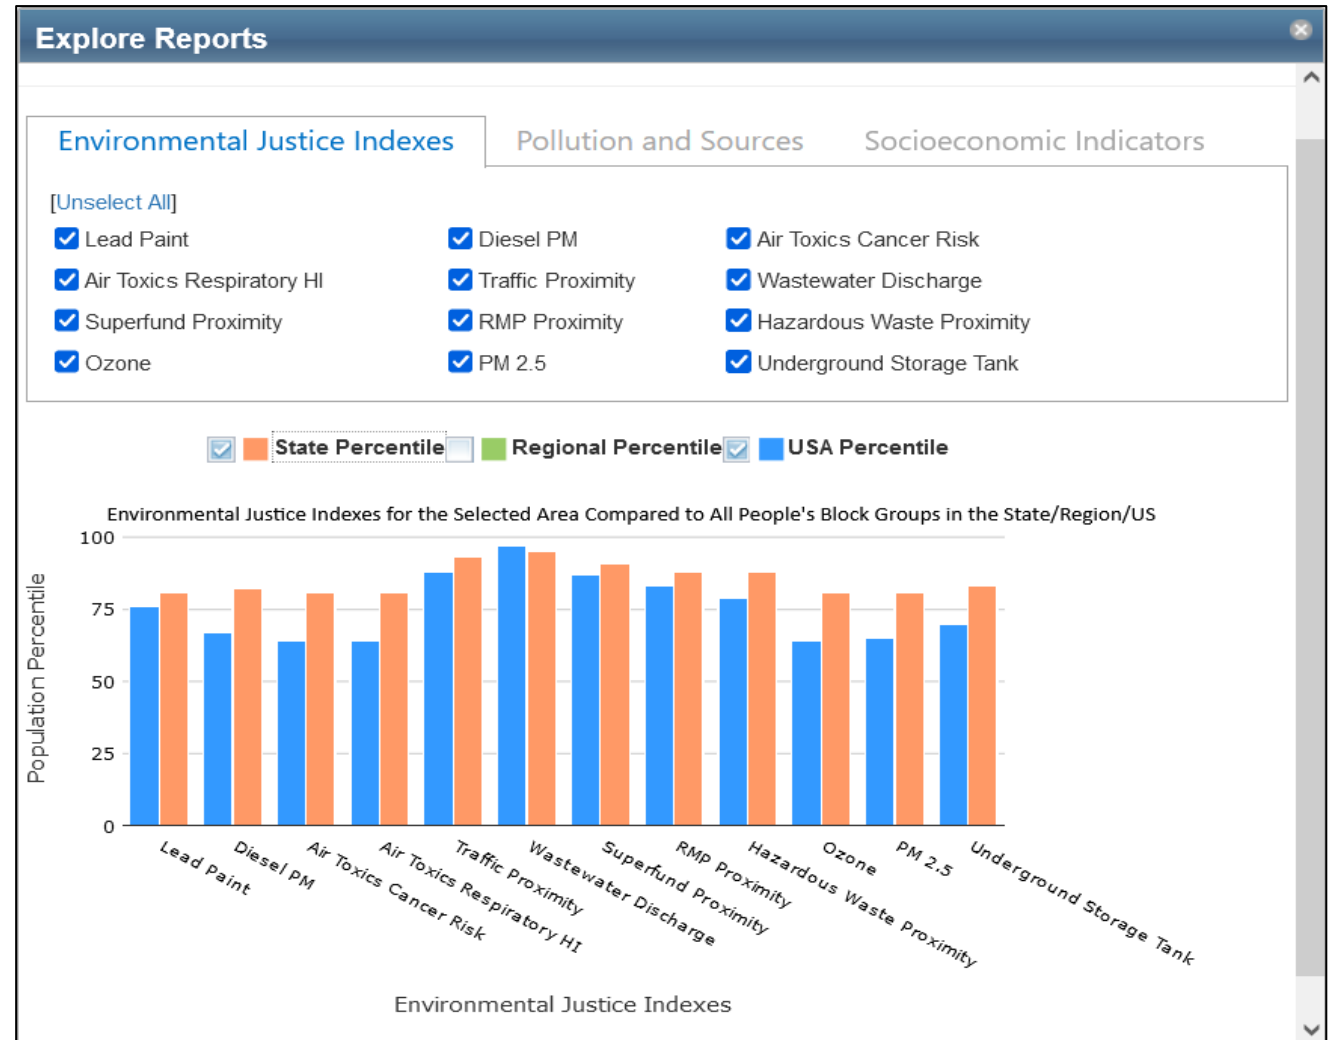 Explore Reports
Environmental Justice Indexes Pollution and Sources Socioeconomic Indicators
[Unselect All]
Lead Paint Diesel PM Air Toxics Cancer Risk
Air Toxics Respiratory HI Traffic Proximity Wastewater Discharge
Superfund Proximity RMP Proximity Hazardous Waste Proximity
Ozone PM 2.5 Underground Storage Tank
State Percentile Regional Percentile USA Percentile
Environmental Justice Indexes for the Selected Area Compared to All People's Block Groups in the State/Region/US
Population Percentile
100
75
50
25
0
Lead Paint
Diesel PM
Air Toxics Cancer Risk
Air Toxics Respiratory HI
Traffic Proximity
Wastewater Discharge
Superfund Proximity
RMP Proximity
Hazardous Waste Proximity
Ozone
PM 2.5
Underground Storage Tank
Environmental Justice Indexes